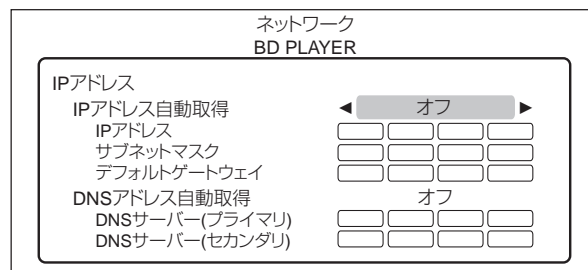 ネットワーク
BD PLAYER
IPアドレス
IPアドレス自動取得 ◀ オフ ▶
IPアドレス
サブネットマスク
デフォルトゲートウェイ
DNSアドレス自動取得 オフ
DNSサーバー(プライマリ)
DNSサーバー(セカンダリ)